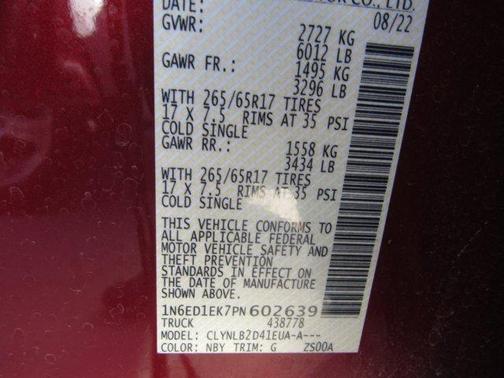 MOTOR CO., LTD.
DATE: 08/22
GVWR: 2727 KG
6012 LB
GAWR FR.: 1495 KG
3296 LB
WITH 265/65R17 TIRES
17 X 7.5, RIMS AT 35 PSI
COLD SINGLE
GAWR RR.: 1558 KG
3434 LB
WITH 265/65R17 TIRES
17 X 7.5, RIMS AT 35 PSI
COLD SINGLE
THIS VEHICLE CONFORMS TO
ALL APPLICABLE FEDERAL
MOTOR VEHICLE SAFETY AND
THEFT PREVENTION
STANDARDS IN EFFECT ON
THE DATE OF MANUFACTURE
SHOWN ABOVE.
1N6ED1EK7PN602639
TRUCK 438778
MODEL: CLYNLB2D41EUA-A---
COLOR: NBY TRIM: G ZS00A